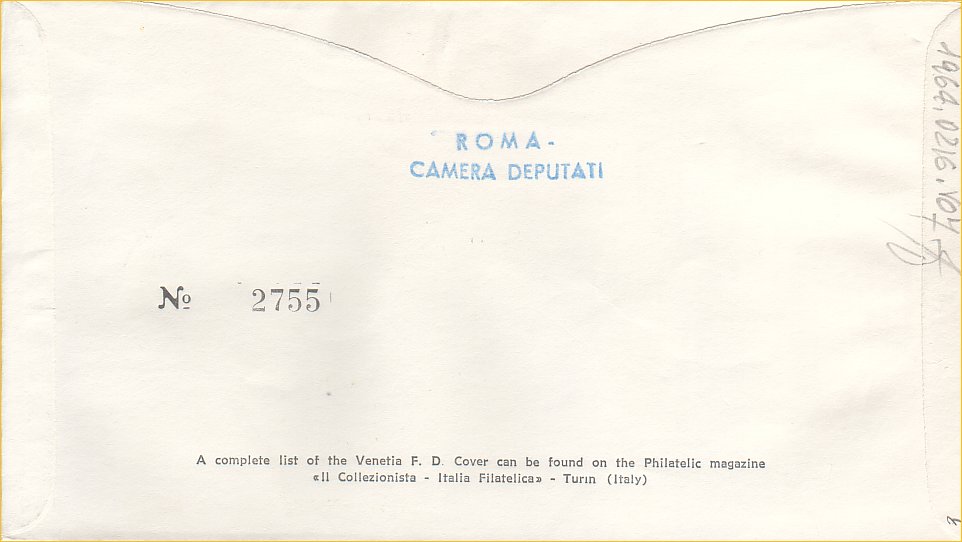 ROMA-
CAMERA DEPUTATI
No 2755
A complete list of the Venetia F. D. Cover can be found on the Philatelic magazine
«Il Collezionista - Italia Filatelica» - Turin (Italy)